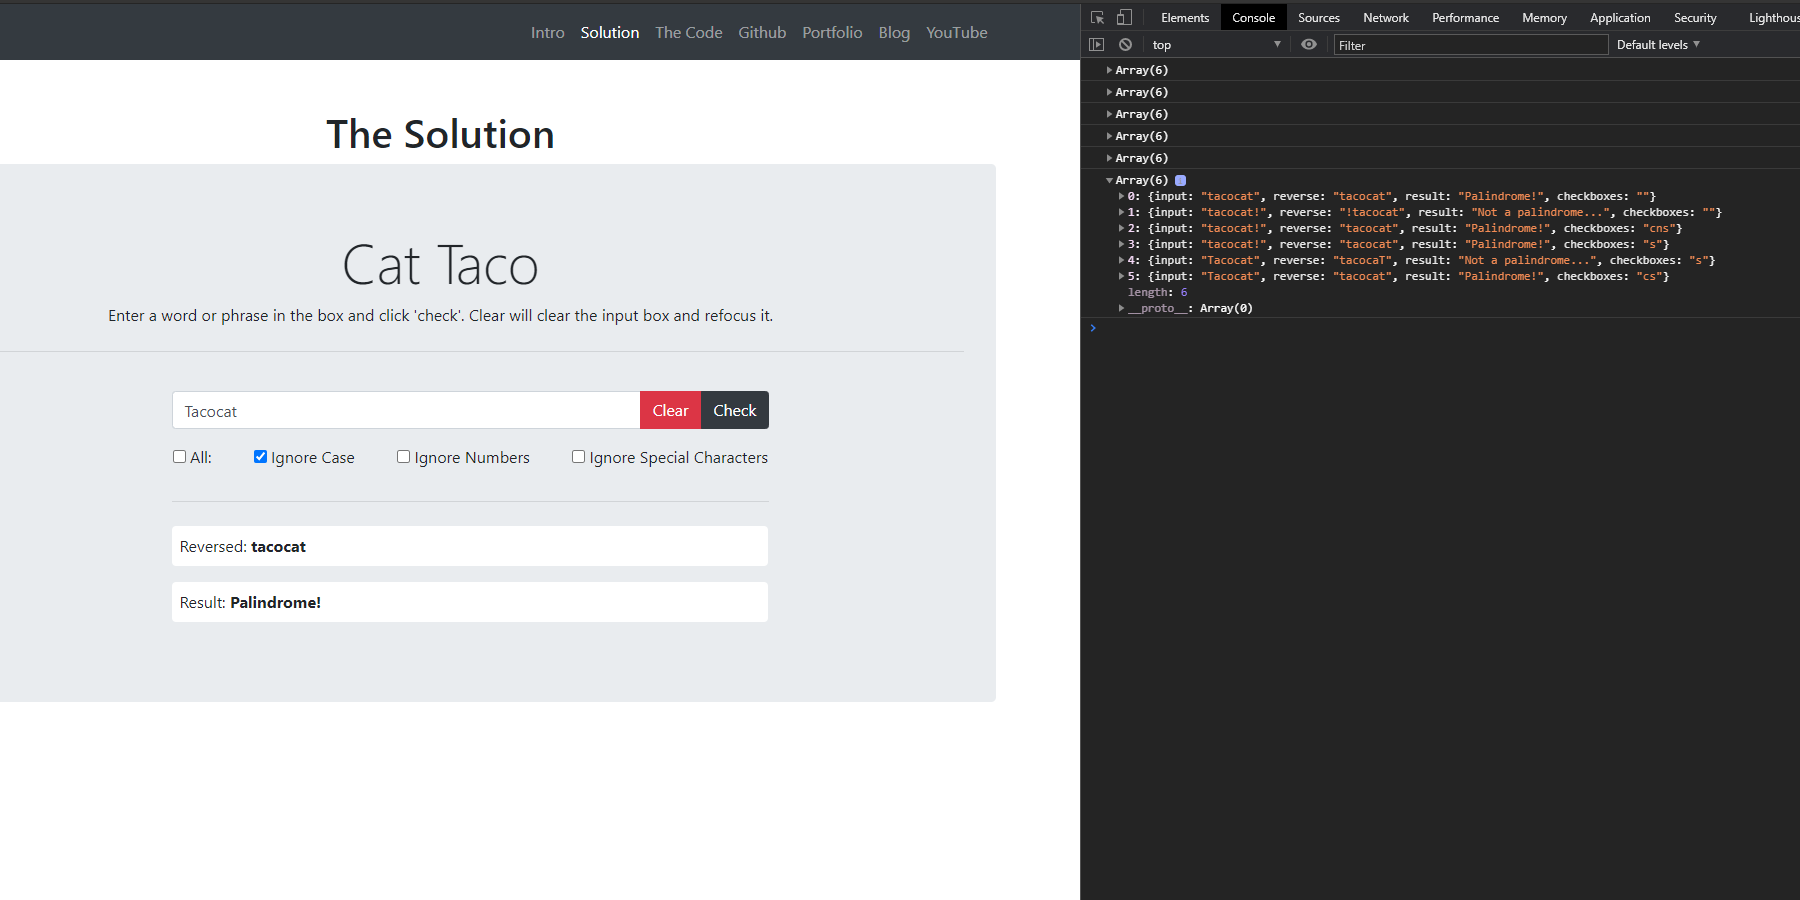 Intro Solution The Code Github Portfolio Blog YouTube
The Solution
Cat Taco
Enter a word or phrase in the box and click 'check'. Clear will clear the input box and refocus it.
Tacocat Clear Check
All: Ignore Case Ignore Numbers Ignore Special Characters
Reversed: tacocat
Result: Palindrome!
Elements Console Sources Network Performance Memory Application Security Lighthous
top Filter Default levels
Array(6)
Array(6)
Array(6)
Array(6)
Array(6)
Array(6)
0: {input: "tacocat", reverse: "tacocat", result: "Palindrome!", checkboxes: ""}
1: {input: "tacocat!", reverse: "!tacocat", result: "Not a palindrome...", checkboxes: ""}
2: {input: "tacocat!", reverse: "tacocat", result: "Palindrome!", checkboxes: "cns"}
3: {input: "tacocat!", reverse: "tacocat", result: "Palindrome!", checkboxes: "s"}
4: {input: "Tacocat", reverse: "tacocaT", result: "Not a palindrome...", checkboxes: "s"}
5: {input: "Tacocat", reverse: "tacocat", result: "Palindrome!", checkboxes: "cs"}
length: 6
__proto__: Array(0)